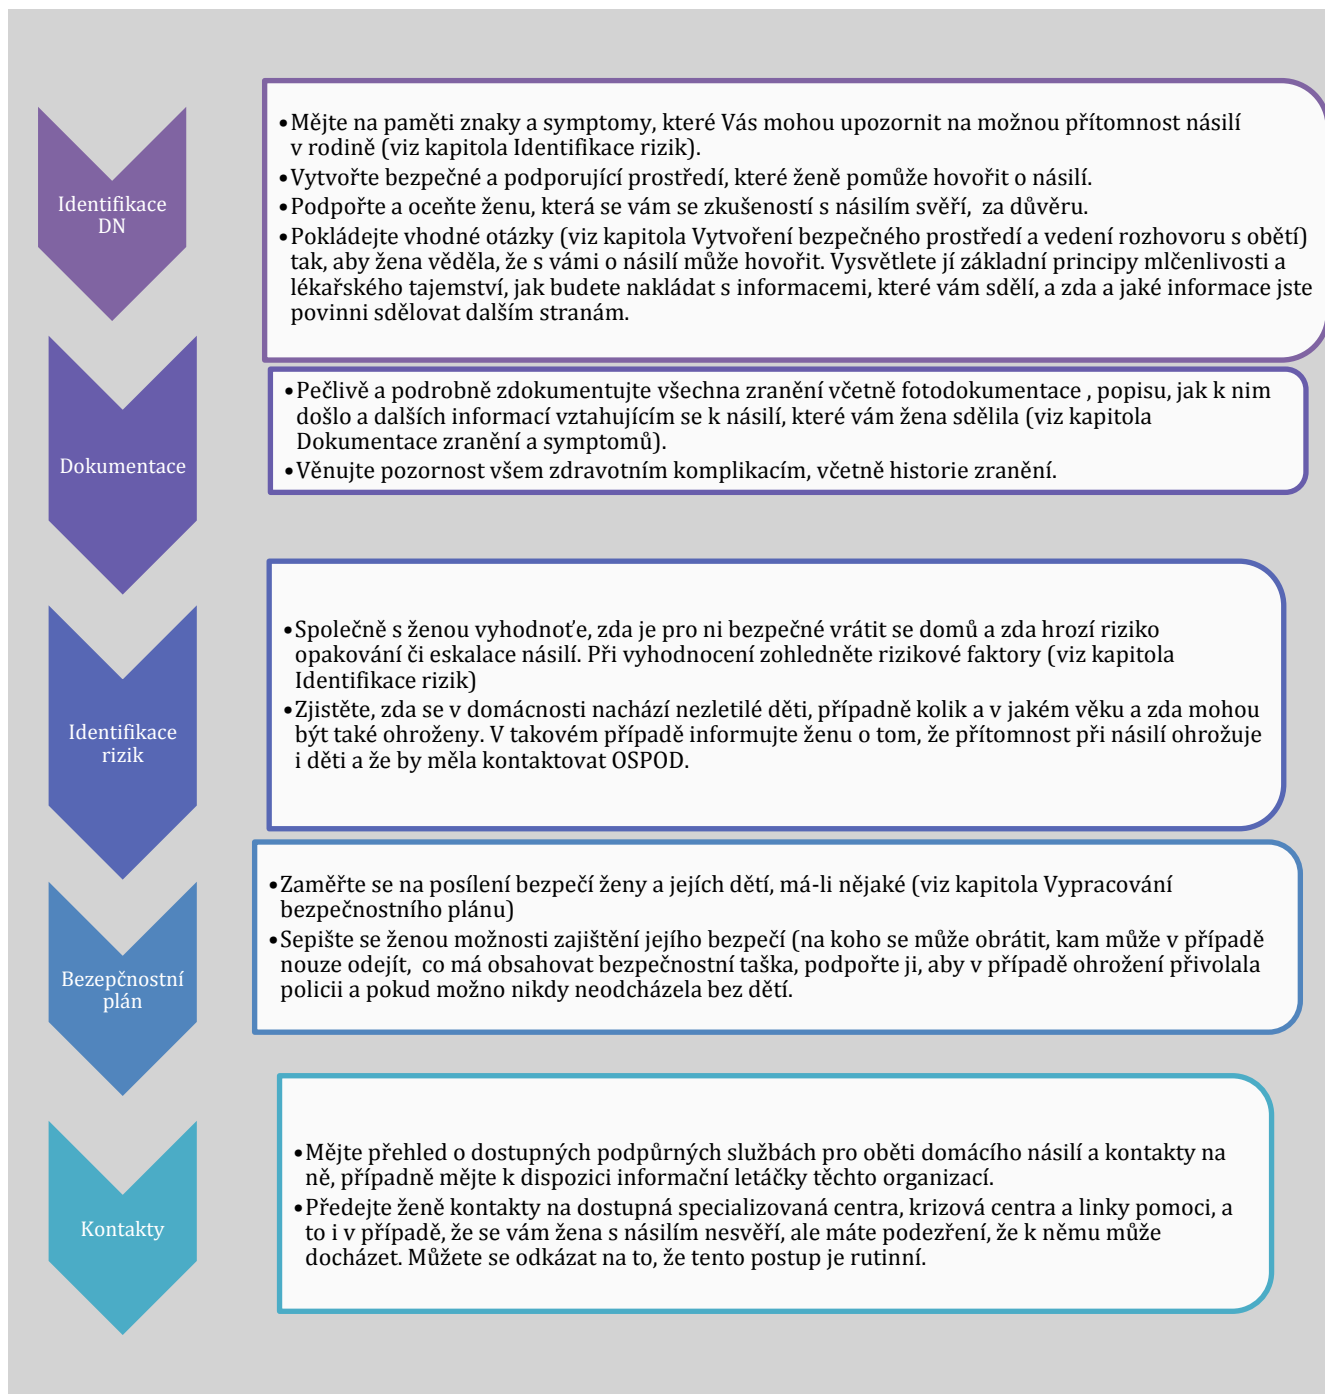 Identifikace
DN
•Mějte na paměti znaky a symptomy, které Vás mohou upozornit na možnou přítomnost násilí
v rodině (viz kapitola Identifikace rizik).
•Vytvořte bezpečné a podporující prostředí, které ženě pomůže hovořit o násilí.
•Podpořte a oceňte ženu, která se vám se zkušeností s násilím svěří,  za důvěru.
•Pokládejte vhodné otázky (viz kapitola Vytvoření bezpečného prostředí a vedení rozhovoru s obětí)
tak, aby žena věděla, že s vámi o násilí může hovořit. Vysvětlete jí základní principy mlčenlivosti a
lékařského tajemství, jak budete nakládat s informacemi, které vám sdělí, a zda a jaké informace jste
povinni sdělovat dalším stranám.
Dokumentace
•Pečlivě a podrobně zdokumentujte všechna zranění včetně fotodokumentace , popisu, jak k nim
došlo a dalších informací vztahujícím se k násilí, které vám žena sdělila (viz kapitola
Dokumentace zranění a symptomů).
•Věnujte pozornost všem zdravotním komplikacím, včetně historie zranění.
Identifikace
rizik
•Společně s ženou vyhodnoťe, zda je pro ni bezpečné vrátit se domů a zda hrozí riziko
opakování či eskalace násilí. Při vyhodnocení zohledněte rizikové faktory (viz kapitola
Identifikace rizik)
•Zjistěte, zda se v domácnosti nachází nezletilé děti, případně kolik a v jakém věku a zda mohou
být také ohroženy. V takovém případě informujte ženu o tom, že přítomnost při násilí ohrožuje
i děti a že by měla kontaktovat OSPOD.
Bezepčnostní
plán
•Zaměřte se na posílení bezpečí ženy a jejích dětí, má-li nějaké (viz kapitola Vypracování
bezpečnostního plánu)
•Sepište se ženou možnosti zajištění jejího bezpečí (na koho se může obrátit, kam může v případě
nouze odejít,  co má obsahovat bezpečnostní taška, podpořte ji, aby v případě ohrožení přivolala
policii a pokud možno nikdy neodcházela bez dětí.
Kontakty
•Mějte přehled o dostupných podpůrných službách pro oběti domácího násilí a kontakty na
ně, případně mějte k dispozici informační letáčky těchto organizací.
•Předejte ženě kontakty na dostupná specializovaná centra, krizová centra a linky pomoci, a
to i v případě, že se vám žena s násilím nesvěří, ale máte podezření, že k němu může
docházet. Můžete se odkázat na to, že tento postup je rutinní.